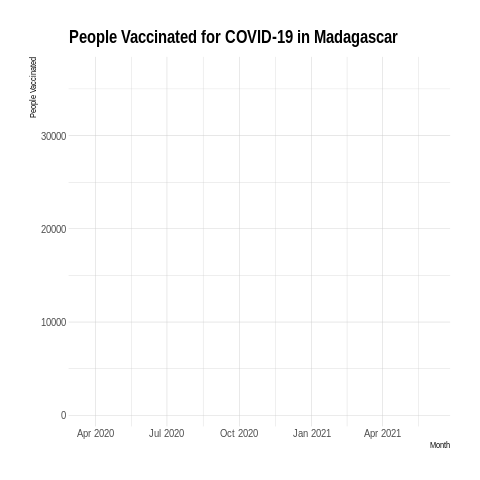 People Vaccinated for COVID-19 in Madagascar
People Vaccinated
30000
20000
10000
0
Apr 2020 Jul 2020 Oct 2020 Jan 2021 Apr 2021
Month